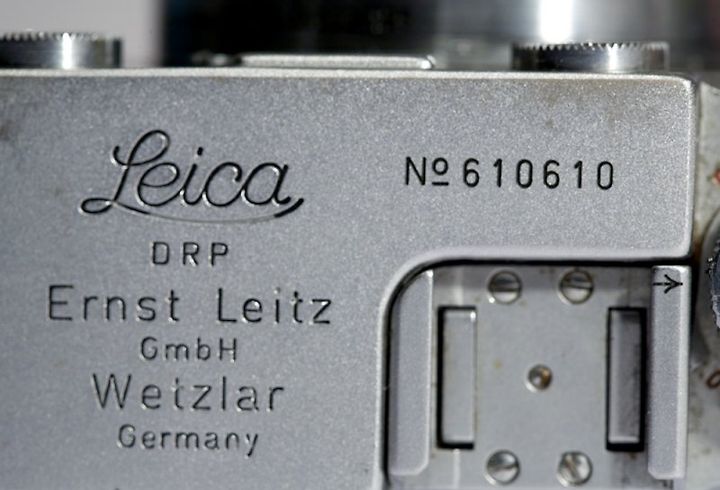 Leica
DRP
Ernst Leitz
GmbH
Wetzlar
Germany
Nº 610610